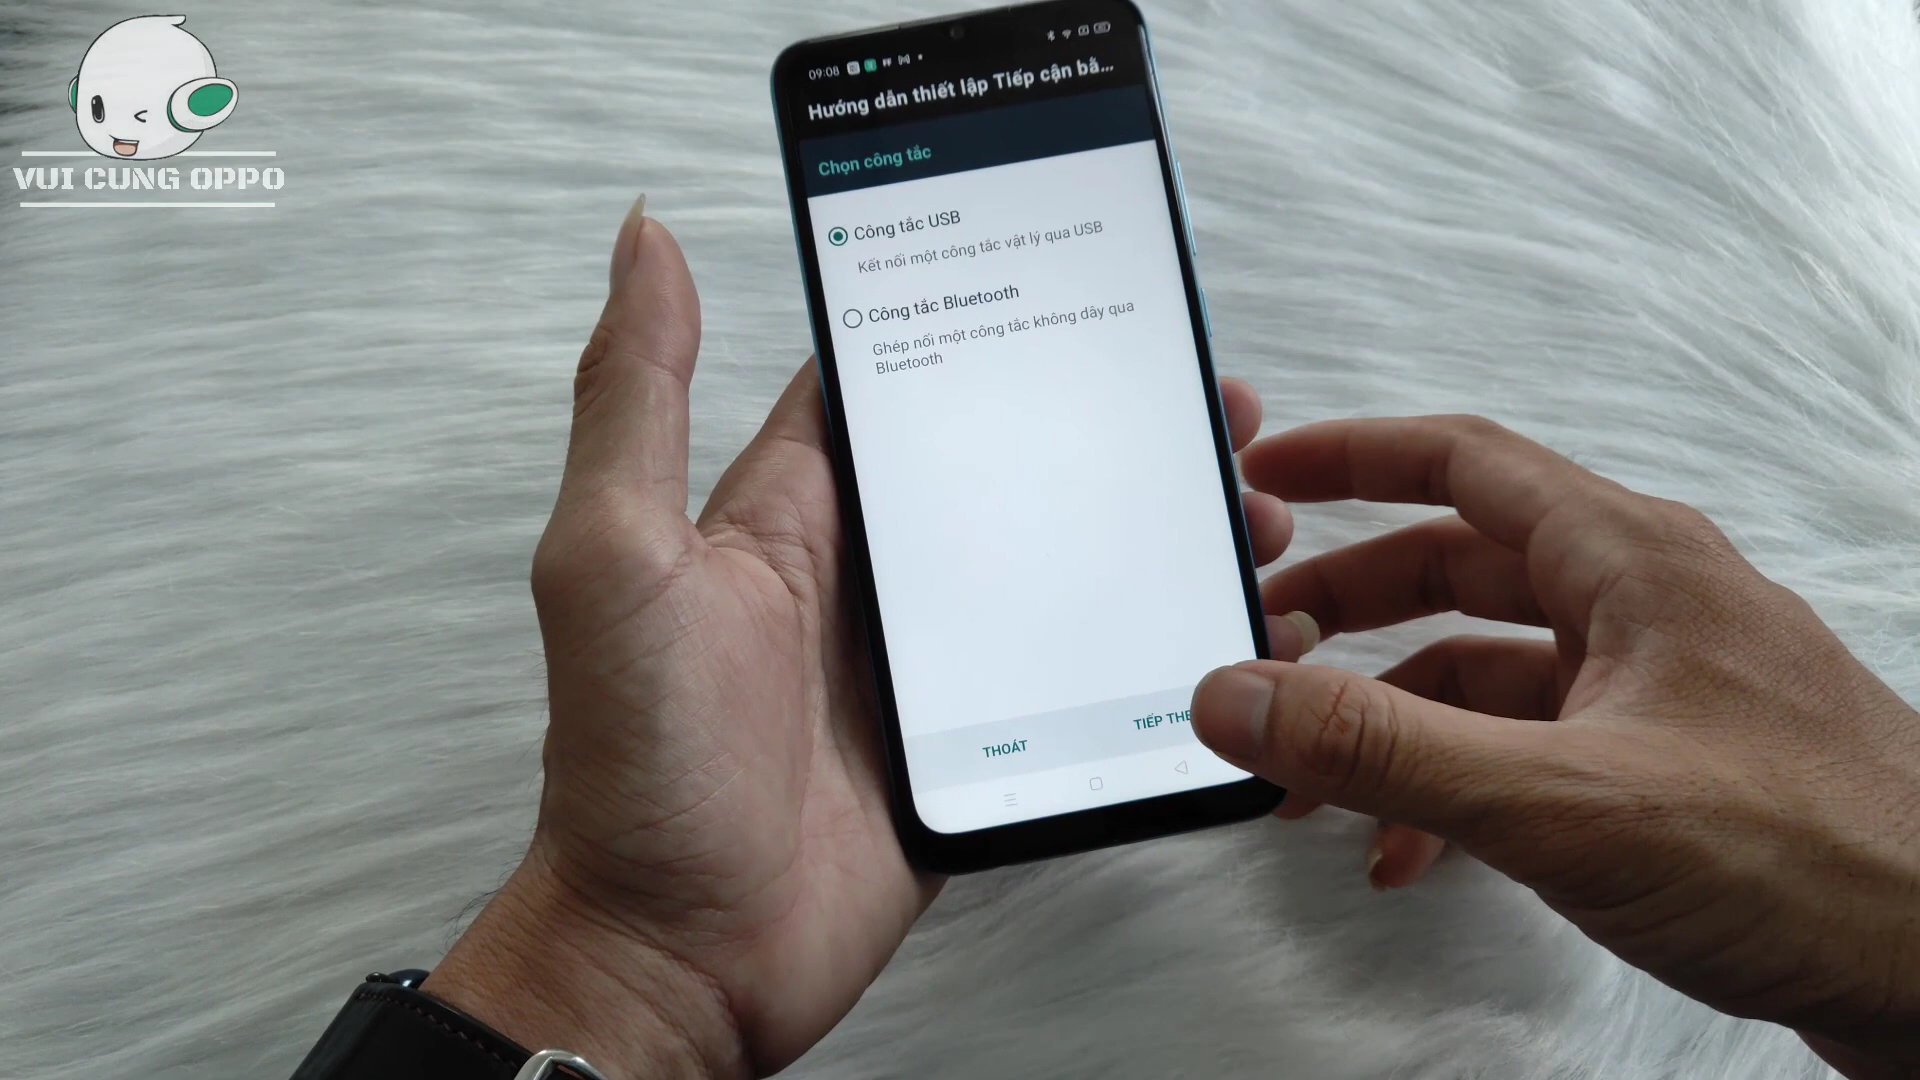 VUI CUNG OPPO
09:08
Hướng dẫn thiết lập Tiếp cận bằ...
Chọn công tắc
Công tắc USB
Kết nối một công tắc vật lý qua USB
Công tắc Bluetooth
Ghép nối một công tắc không dây qua
Bluetooth
THOÁT
TIẾP THE